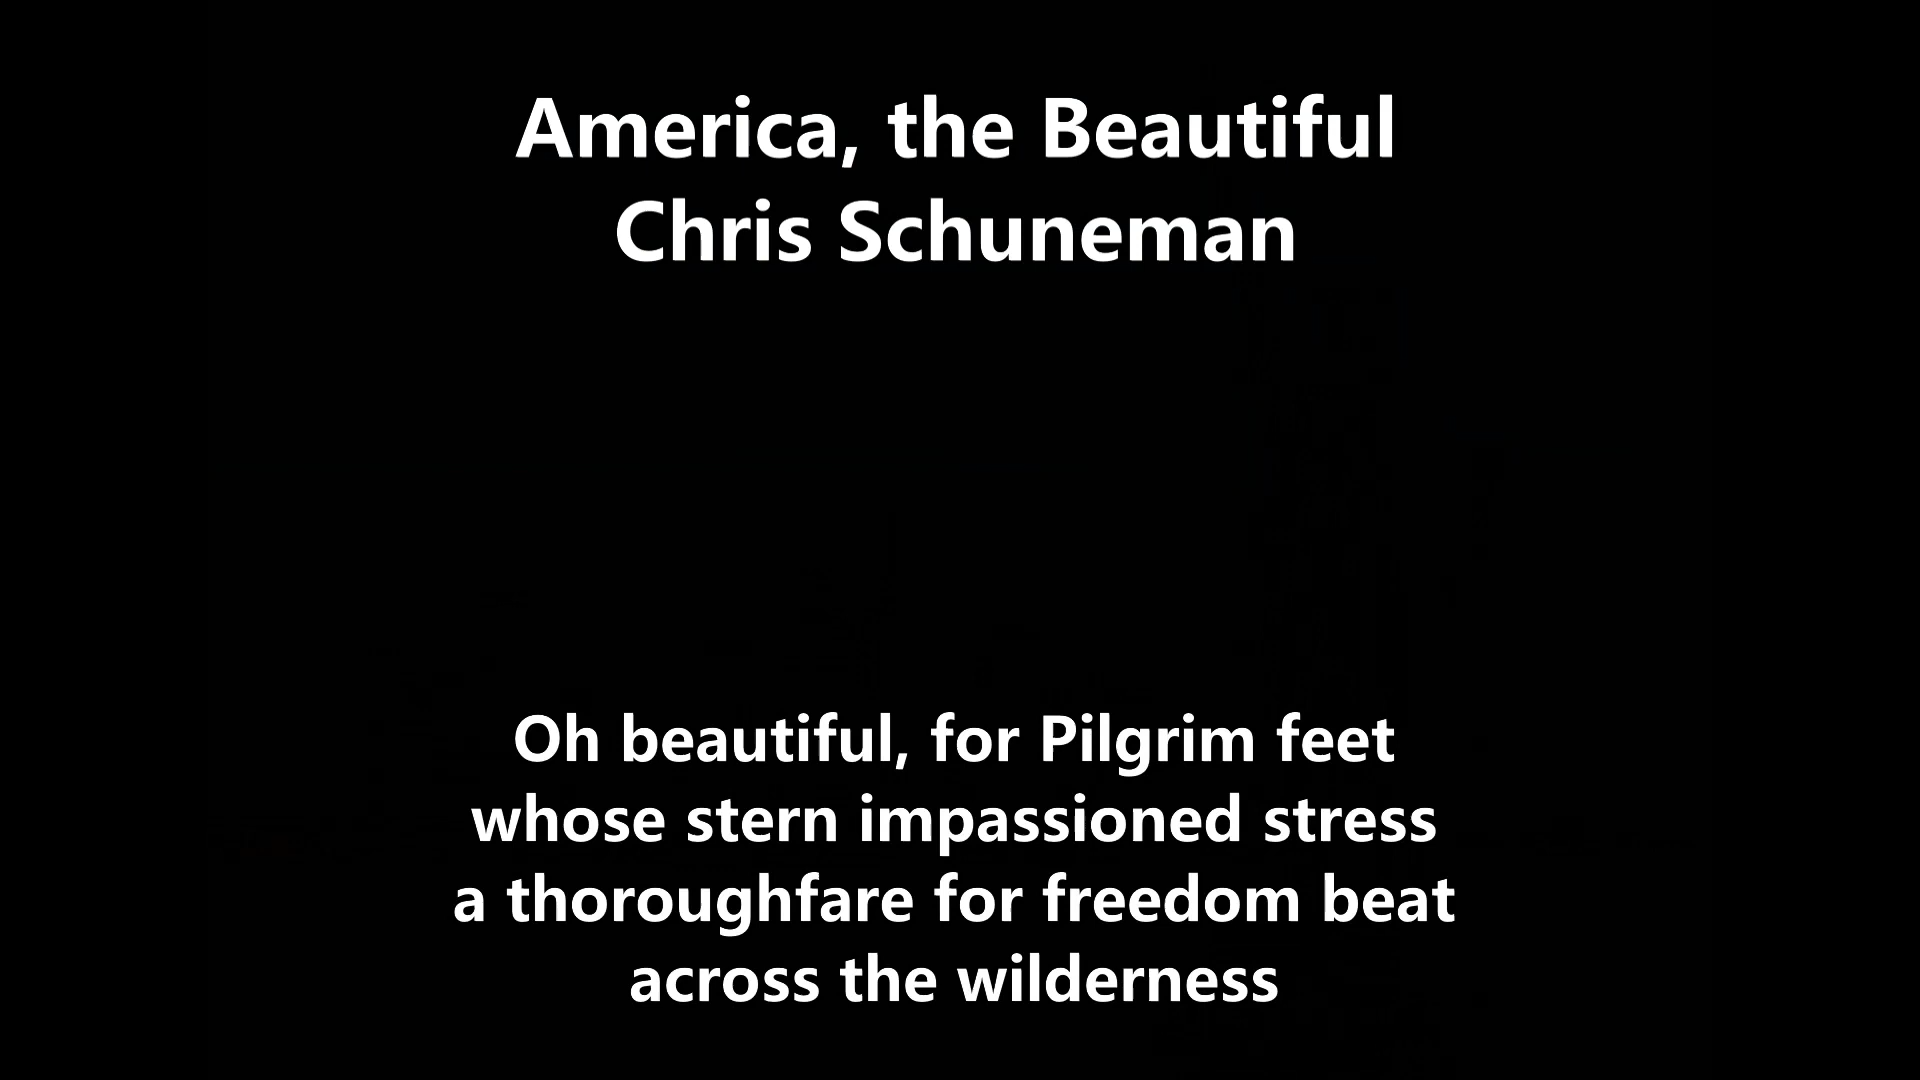 America, the Beautiful
Chris Schuneman
Oh beautiful, for Pilgrim feet
whose stern impassioned stress
a thoroughfare for freedom beat
across the wilderness